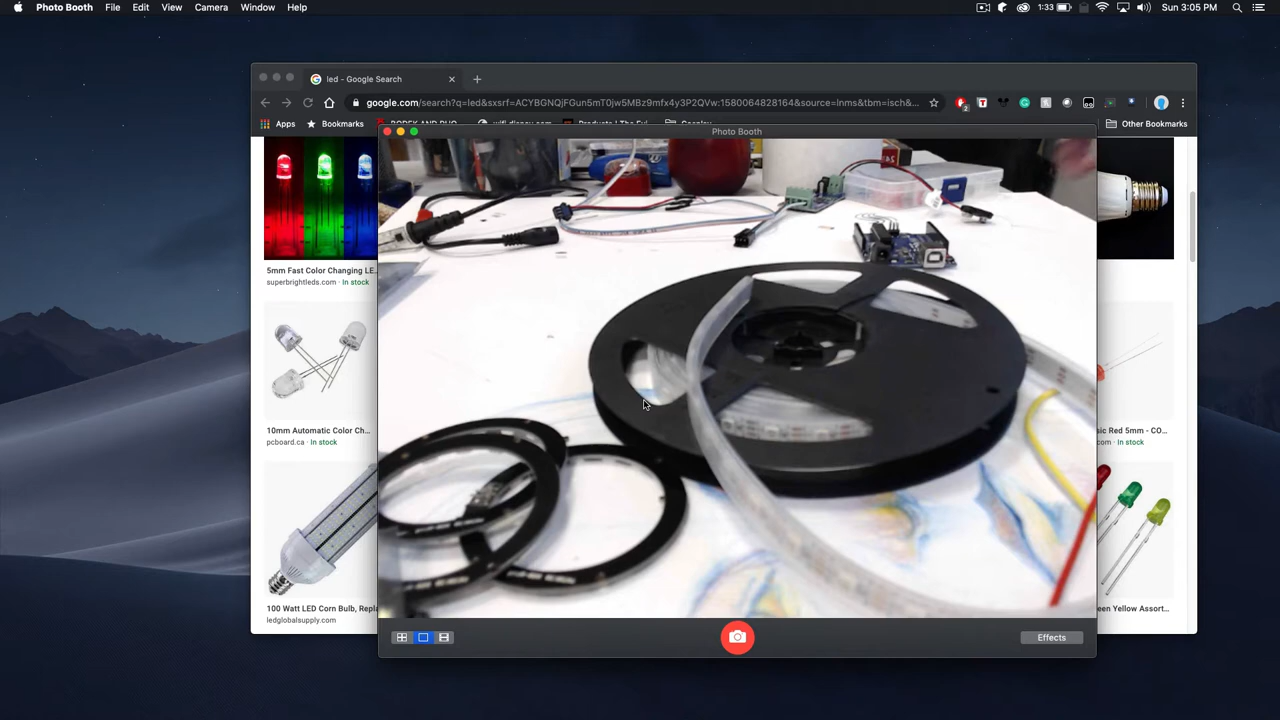 Photo Booth File Edit View Camera Window Help
1:33 Sun 3:05 PM
led - Google Search
google.com/search?q=led&sxsrf=ACYBGNQjFGun5mT0jw5MBz9mfx4y3P2QVw:1580064828164&source=lnms&tbm=isch&...
2
Apps Bookmarks Other Bookmarks
Photo Booth
5mm Fast Color Changing LE...
superbrightleds.com · In stock
10mm Automatic Color Ch...
pcboard.ca · In stock
sic Red 5mm - CO...
com · In stock
100 Watt LED Corn Bulb, Repla
ledglobalsupply.com
een Yellow Assort...
Effects